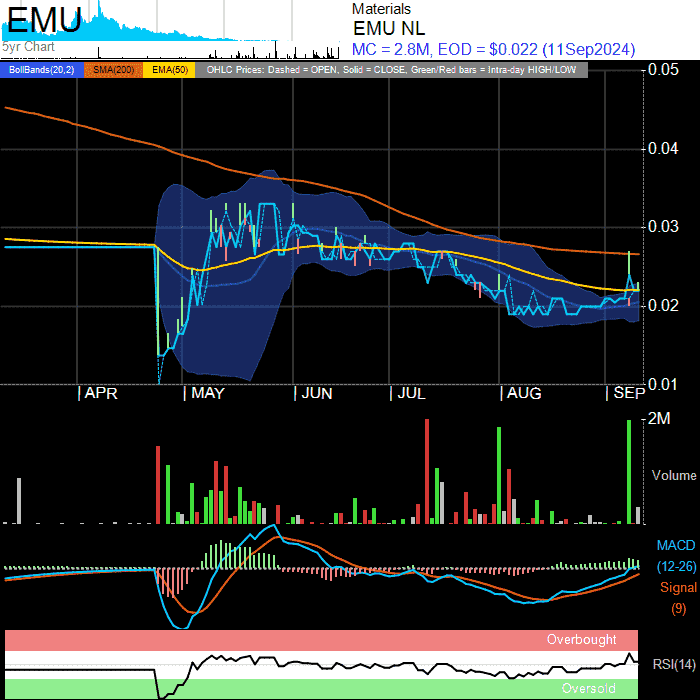 EMU
5yr Chart
Materials
EMU NL
MC = 2.8M, EOD = $0.022 (11Sep2024)
BollBands(20,2) SMA(200) EMA(50) OHLC Prices: Dashed = OPEN, Solid = CLOSE, Green/Red bars = Intra-day HIGH/LOW
0.05
0.04
0.03
0.02
0.01
APR MAY JUN JUL AUG SEP
2M
Volume
MACD
(12-26)
Signal
(9)
Overbought
RSI(14)
Oversold